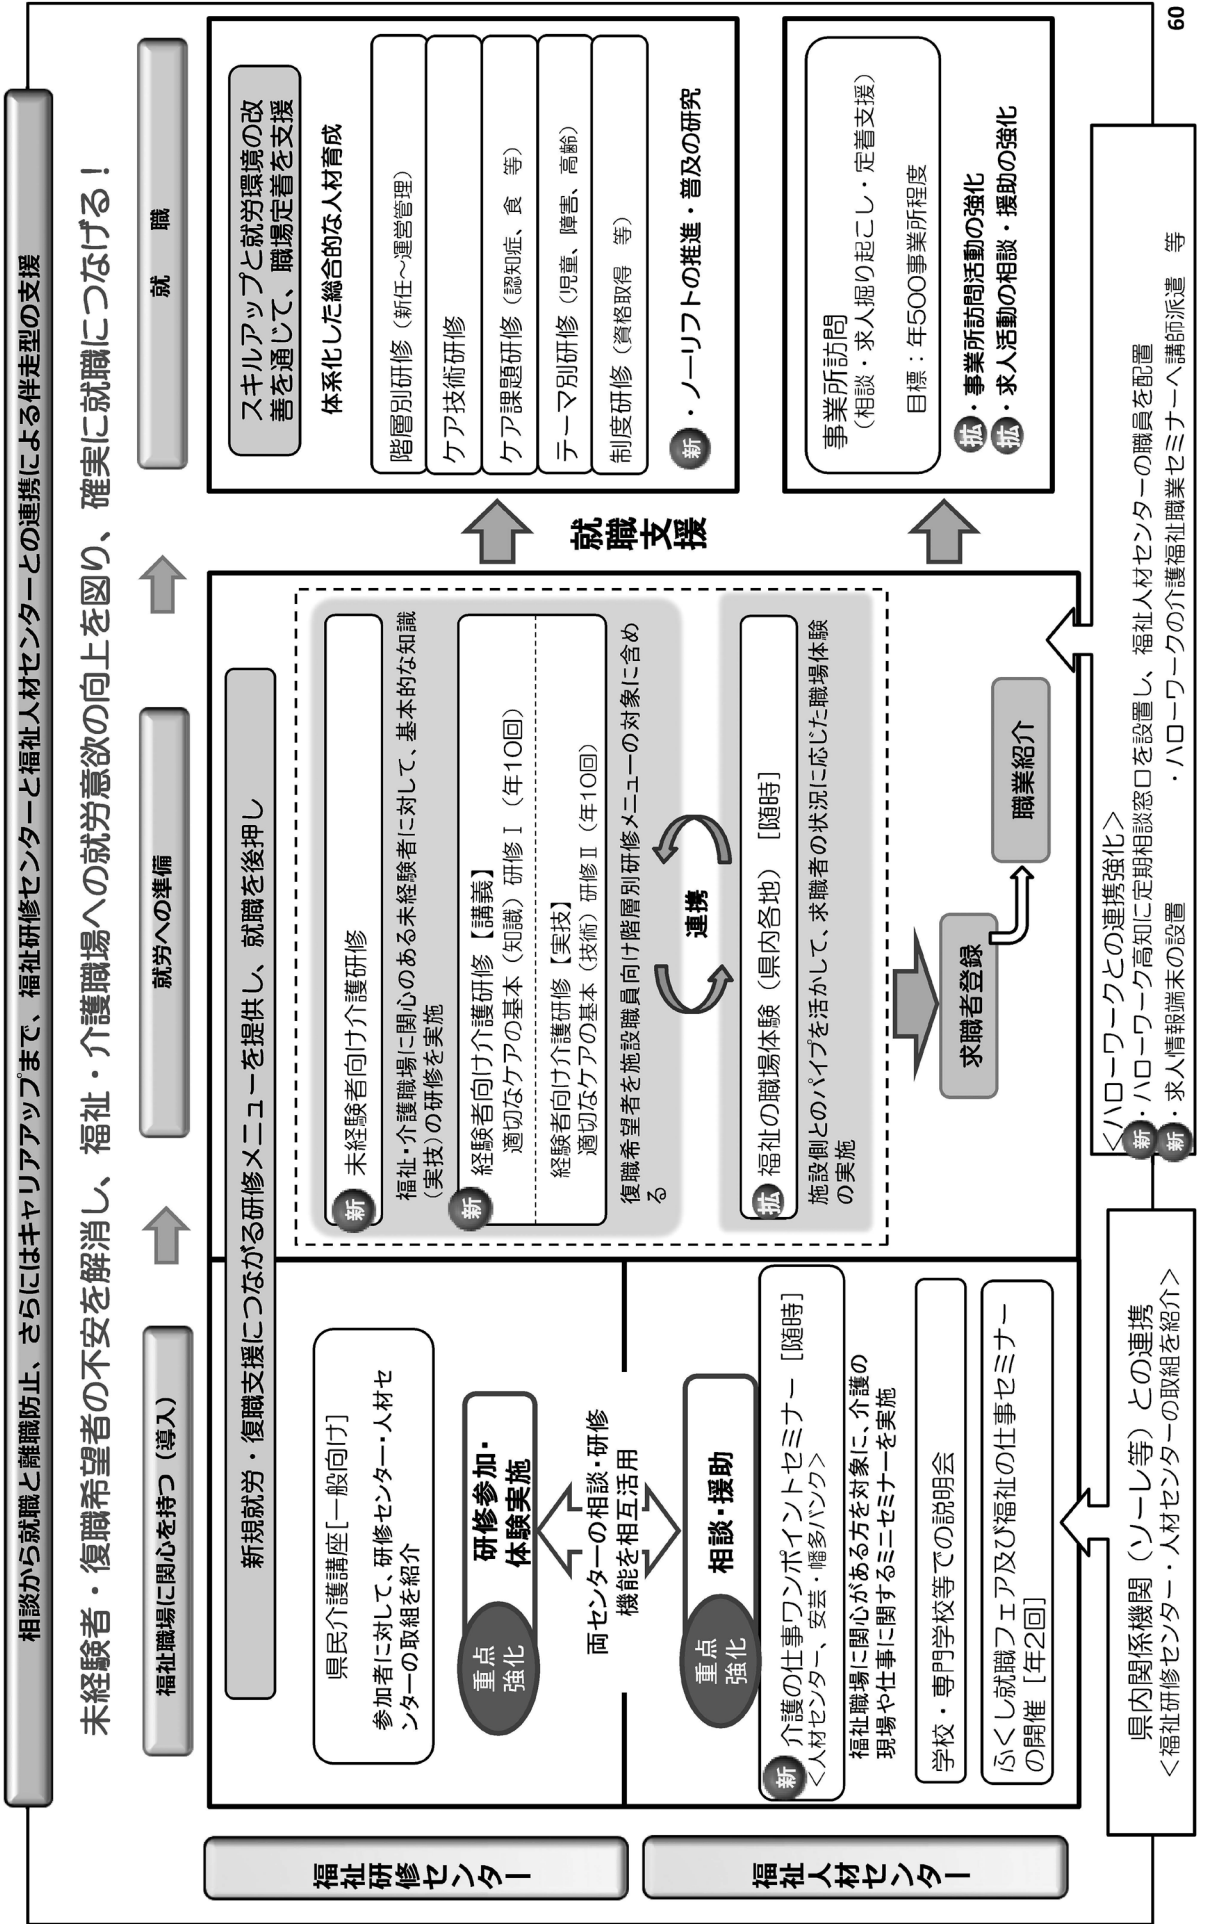 相談から就職と離職防止、さらにはキャリアアップまで、福祉研修センターと福祉人材センターとの連携による伴走型の支援
未経験者・復職希望者の不安を解消し、福祉・介護職場への就労意欲の向上を図り、確実に就職につなげる！
福祉職場に関心を持つ（導入）
就労への準備
就　職
福祉研修センター
福祉人材センター
新規就労・復職支援につながる研修メニューを提供し、就職を後押し
県民介護講座[一般向け]
参加者に対して、研修センター・人材セ
ンターの取組を紹介
重点
強化
研修参加・
体験実施
両センターの相談・研修
機能を相互活用
重点
強化
相談・援助
新
介護の仕事ワンポイントセミナー　[随時]
＜人材センター、安芸・幡多バンク＞
福祉職場に関心がある方を対象に、介護の
現場や仕事に関するミニセミナーを実施
学校・専門学校等での説明会
ふくし就職フェア及び福祉の仕事セミナー
の開催［年2回］
新
未経験者向け介護研修
福祉・介護職場に関心のある未経験者に対して、基本的な知識
（実技）の研修を実施
新
経験者向け介護研修【講義】
適切なケアの基本（知識）研修Ⅰ（年10回）
経験者向け介護研修【実技】
適切なケアの基本（技術）研修Ⅱ（年10回）
復職希望者を施設職員向け階層別研修メニューの対象に含め
る
連携
拡
福祉の職場体験（県内各地）　[随時]
施設側とのパイプを活かして、求職者の状況に応じた職場体験
の実施
求職者登録
職業紹介
就職
支援
スキルアップと就労環境の改
善を通じて、職場定着を支援
体系化した総合的な人材育成
階層別研修（新任～運営管理）
ケア技術研修
ケア課題研修（認知症、食　等）
テーマ別研修（児童、障害、高齢）
制度研修（資格取得　等）
新
・ノーリフトの推進・普及の研究
事業所訪問
（相談・求人掘り起こし・定着支援）
目標：年500事業所程度
拡
・事業所訪問活動の強化
拡
・求人活動の相談・援助の強化
県内関係機関（ソーレ等）との連携
＜福祉研修センター・人材センターの取組を紹介＞
＜ハローワークとの連携強化＞
新
・ハローワーク高知に定期相談窓口を設置し、福祉人材センターの職員を配置
新
・求人情報端末の設置　・ハローワークの介護福祉職業セミナーへ講師派遣　等
60